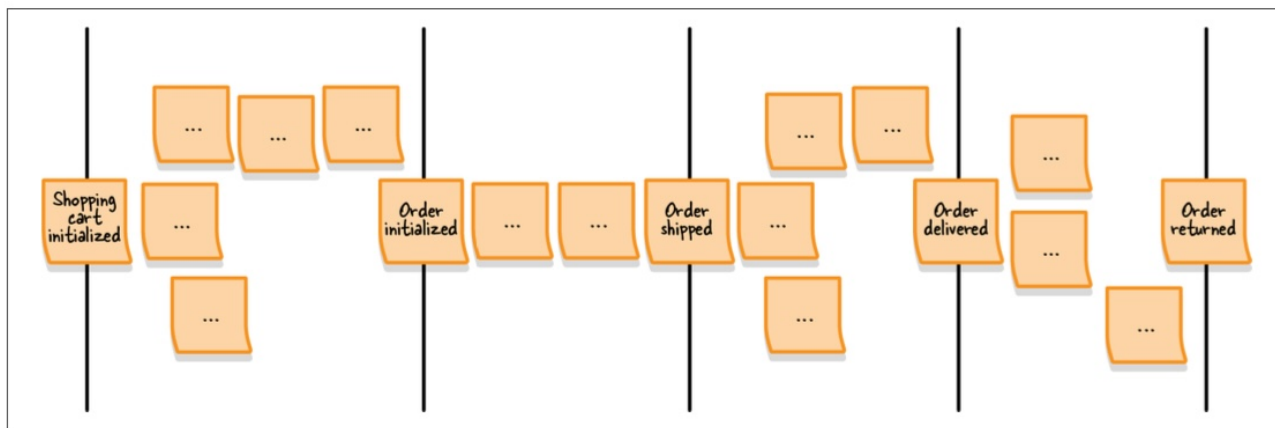 ...
...
...
Shopping
cart
initialized
...
...
Order
initialized
...
...
Order
shipped
...
...
...
...
Order
delivered
...
...
...
Order
returned